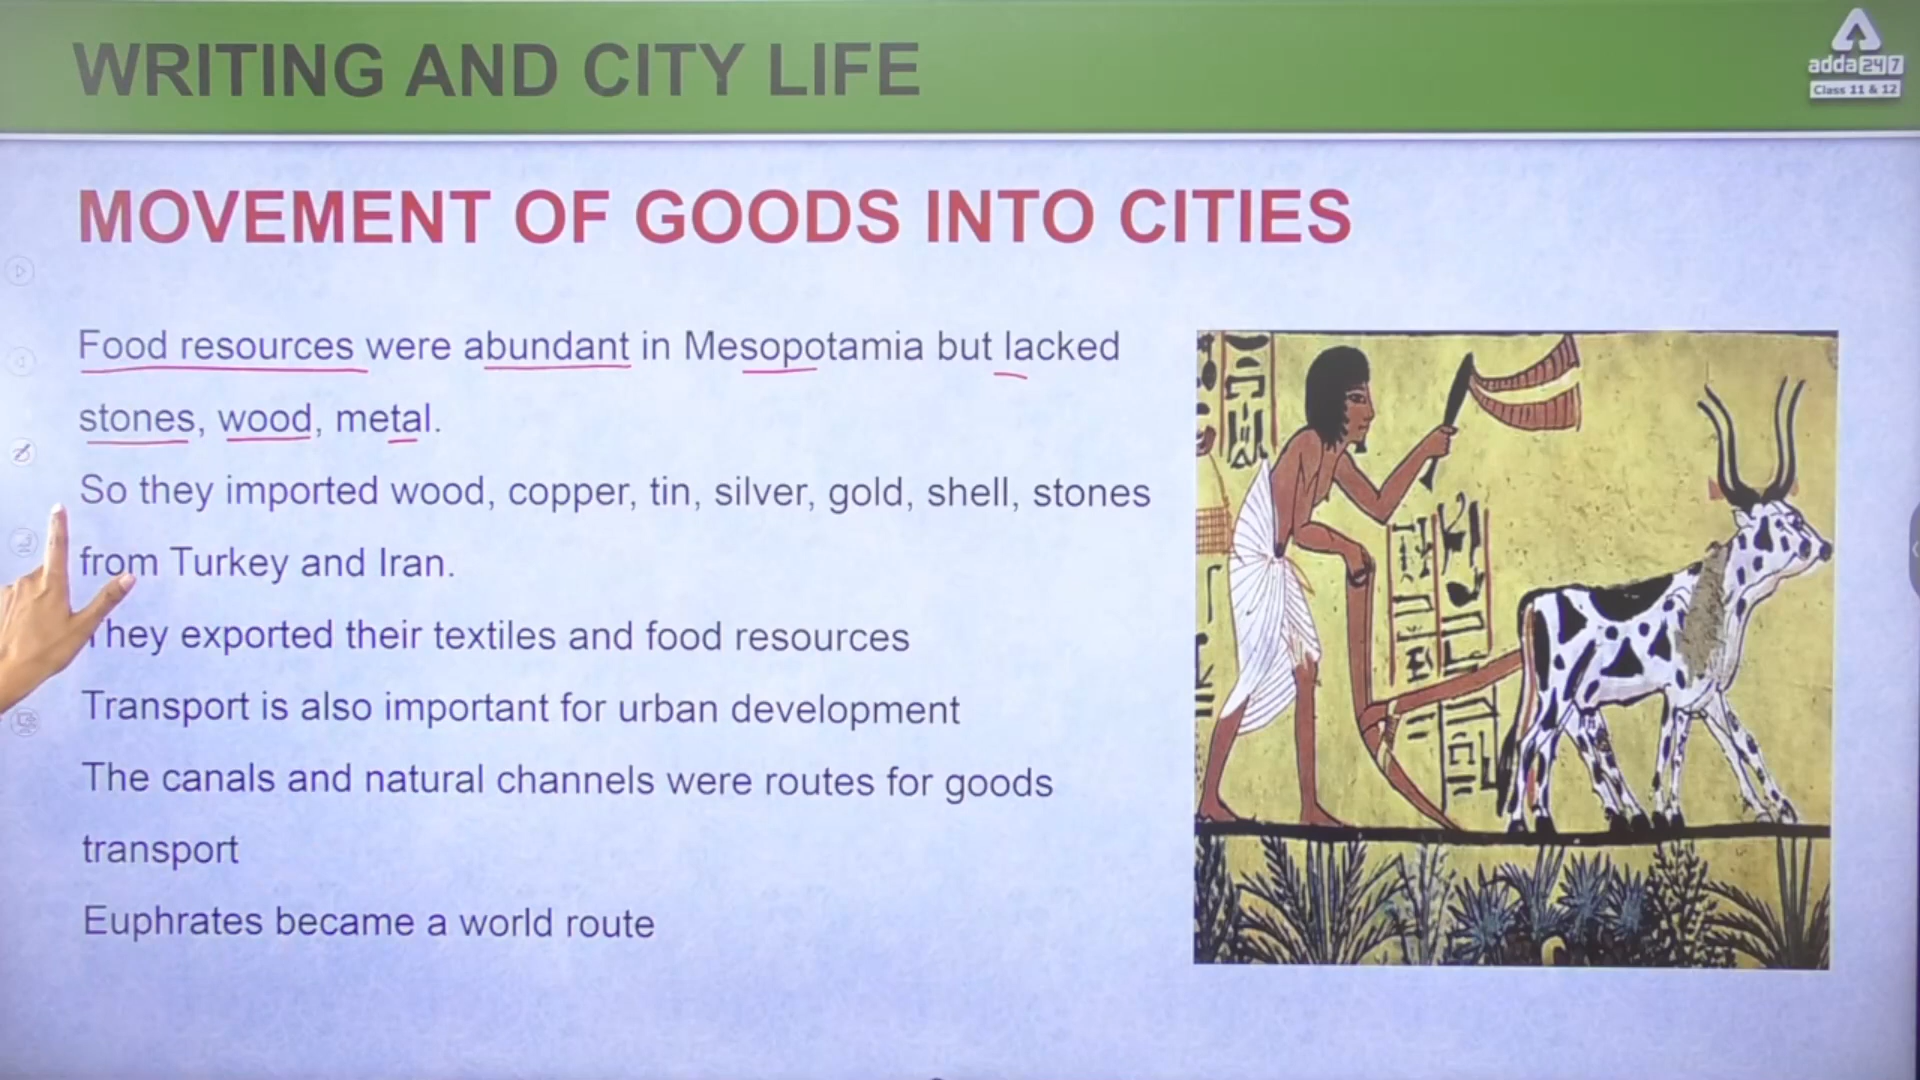 WRITING AND CITY LIFE
adda247
Class 11 & 12
MOVEMENT OF GOODS INTO CITIES
Food resources were abundant in Mesopotamia but lacked
stones, wood, metal.
So they imported wood, copper, tin, silver, gold, shell, stones
from Turkey and Iran.
They exported their textiles and food resources
Transport is also important for urban development
The canals and natural channels were routes for goods
transport
Euphrates became a world route